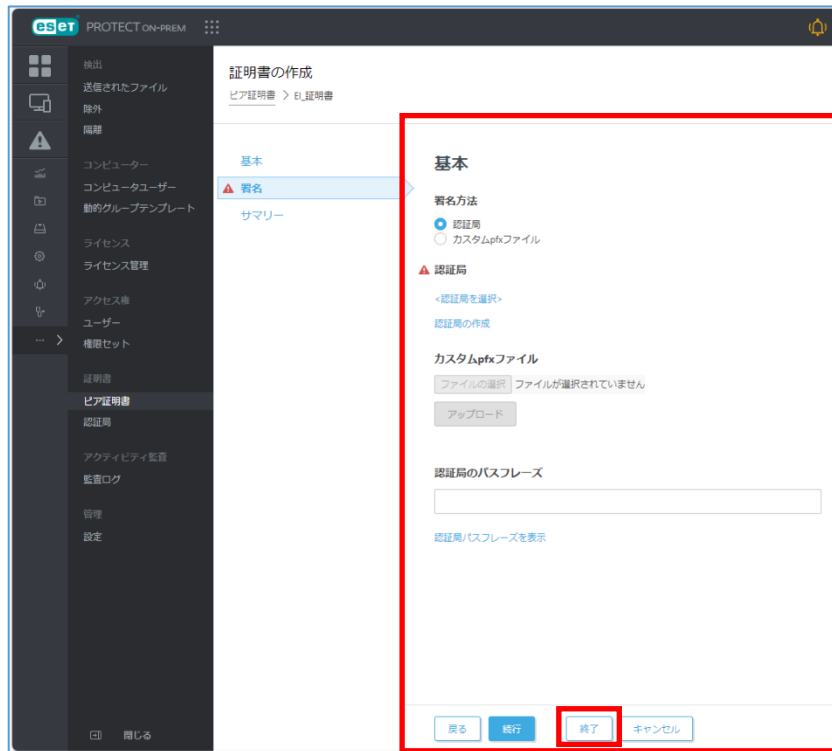 eset PROTECT ON-PREM
検出
送信されたファイル
除外
隔離
コンピューター
コンピュータユーザー
動的グループテンプレート
ライセンス
ライセンス管理
アクセス権
ユーザー
権限セット
証明書
ピア証明書
認証局
アクティビティ監査
監査ログ
管理
設定
閉じる
証明書の作成
ピア証明書 > EI_証明書
基本
署名
サマリー
基本
署名方法
認証局
カスタムpfxファイル
認証局
<認証局を選択>
認証局の作成
カスタムpfxファイル
ファイルの選択 ファイルが選択されていません
アップロード
認証局のパスフレーズ
認証局パスフレーズを表示
戻る 続行 終了 キャンセル